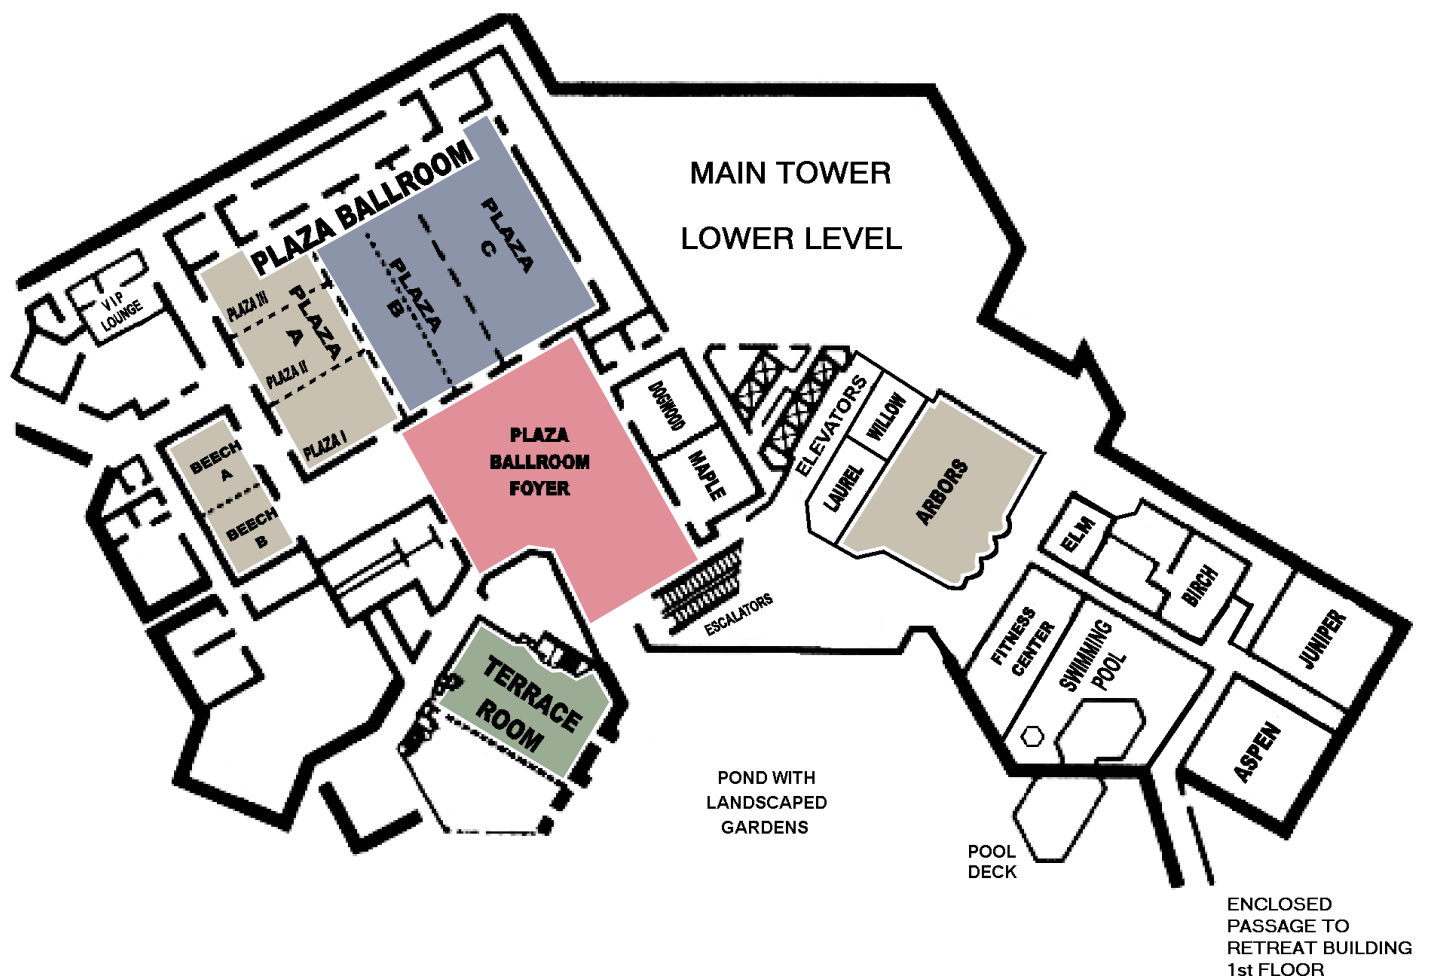 MAIN TOWER
LOWER LEVEL
PLAZA BALLROOM
PLAZA
C
PLAZA
B
PLAZA
A
PLAZA III
PLAZA II
PLAZA I
VIP
LOUNGE
BEECH
A
BEECH
B
PLAZA
BALLROOM
FOYER
DOGWOOD
MAPLE
ELEVATORS
WILLOW
LAUREL
ARBORS
ESCALATORS
TERRACE
ROOM
ELM
BIRCH
JUNIPER
ASPEN
FITNESS
CENTER
SWIMMING
POOL
POND WITH
LANDSCAPED
GARDENS
POOL
DECK
ENCLOSED
PASSAGE TO
RETREAT BUILDING
1st FLOOR